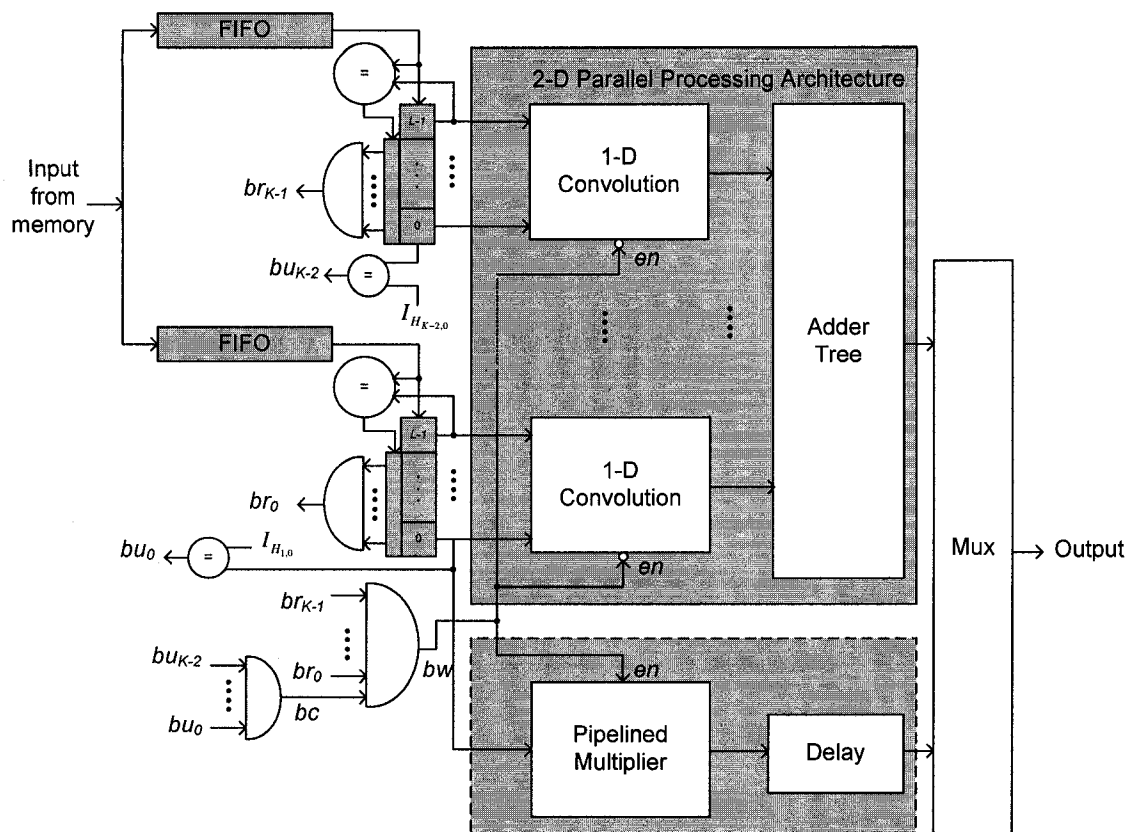 FIFO
=
2-D Parallel Processing Architecture
L-1
1-D
Convolution
Input
from
memory
br_{K-1}
0
bu_{K-2}
=
en
I_{H_{K-2,0}}
FIFO
=
Adder
Tree
L-1
1-D
Convolution
br_0
0
bu_0
=
I_{H_{1,0}}
en
Mux
Output
br_{K-1}
bu_{K-2}
br_0
bw
en
bc
bu_0
Pipelined
Multiplier
Delay